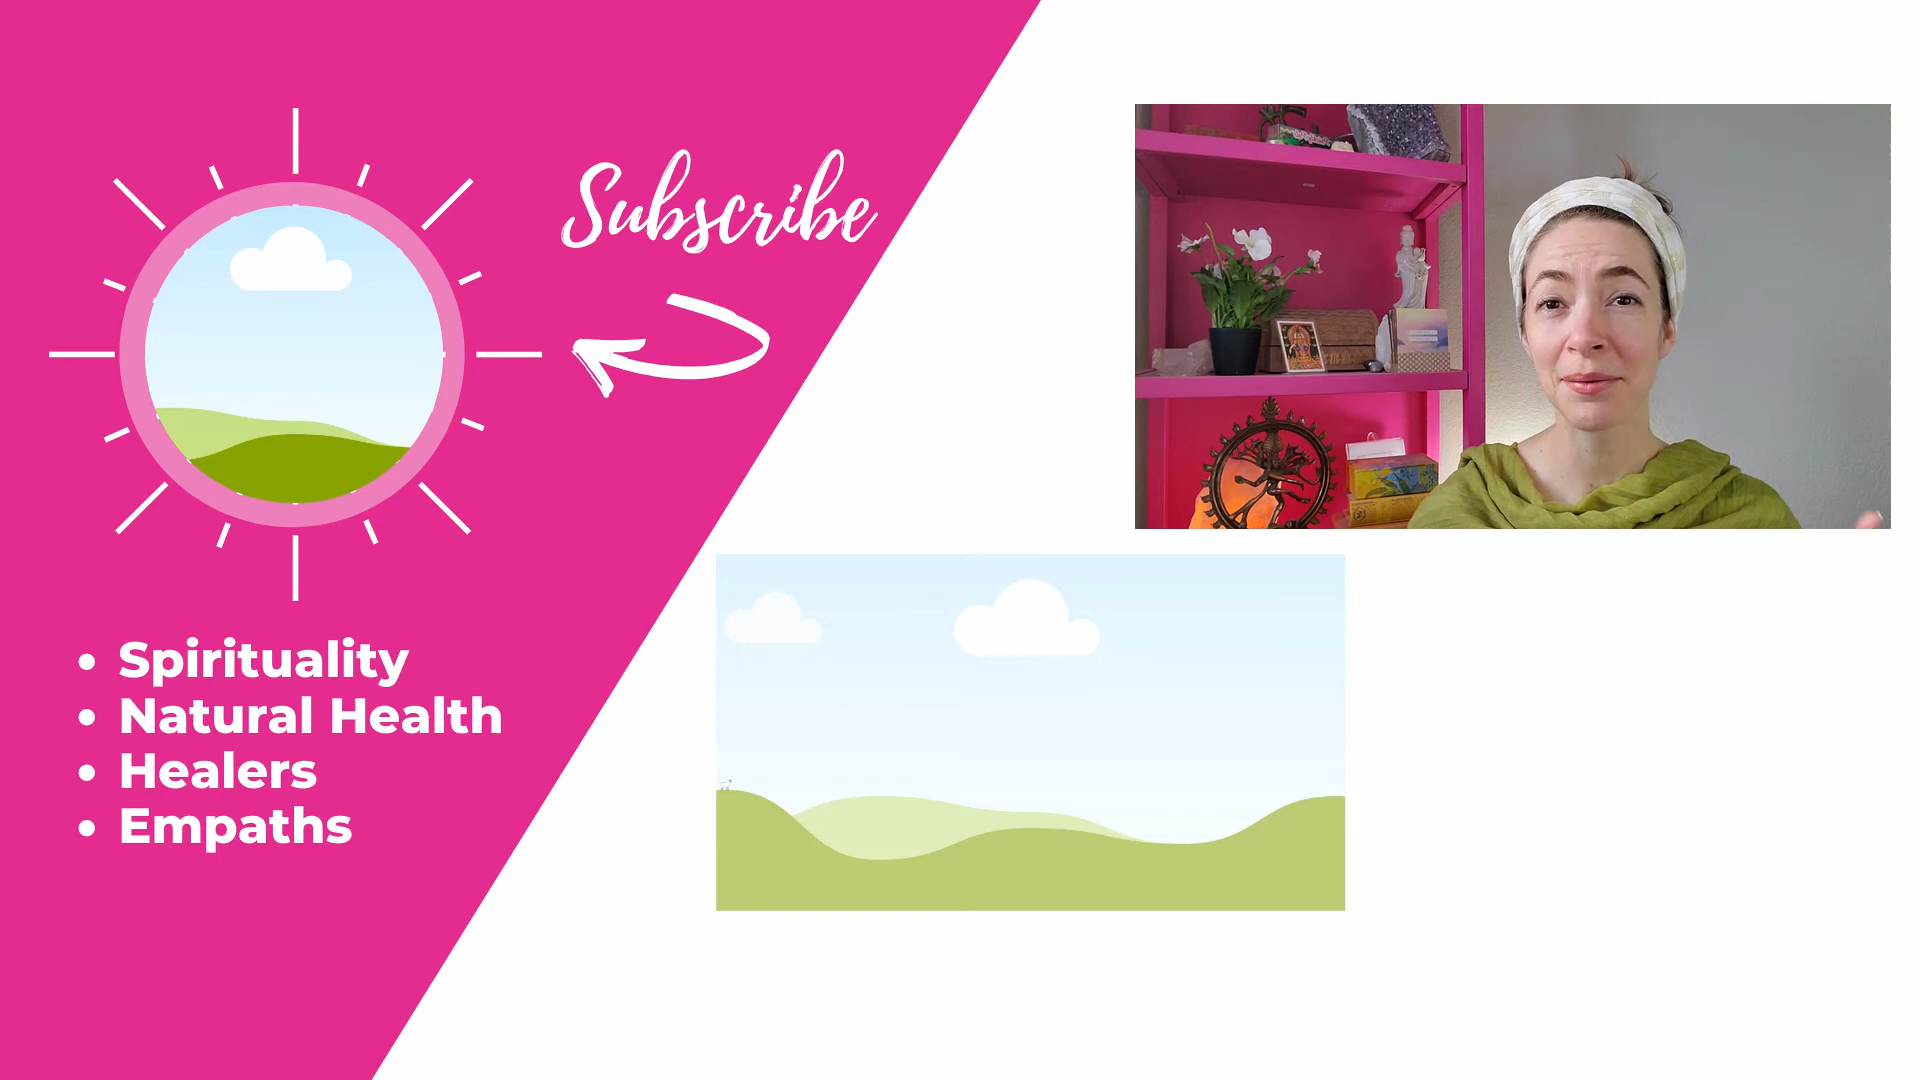 Subscribe
Spirituality
Natural Health
Healers
Empaths